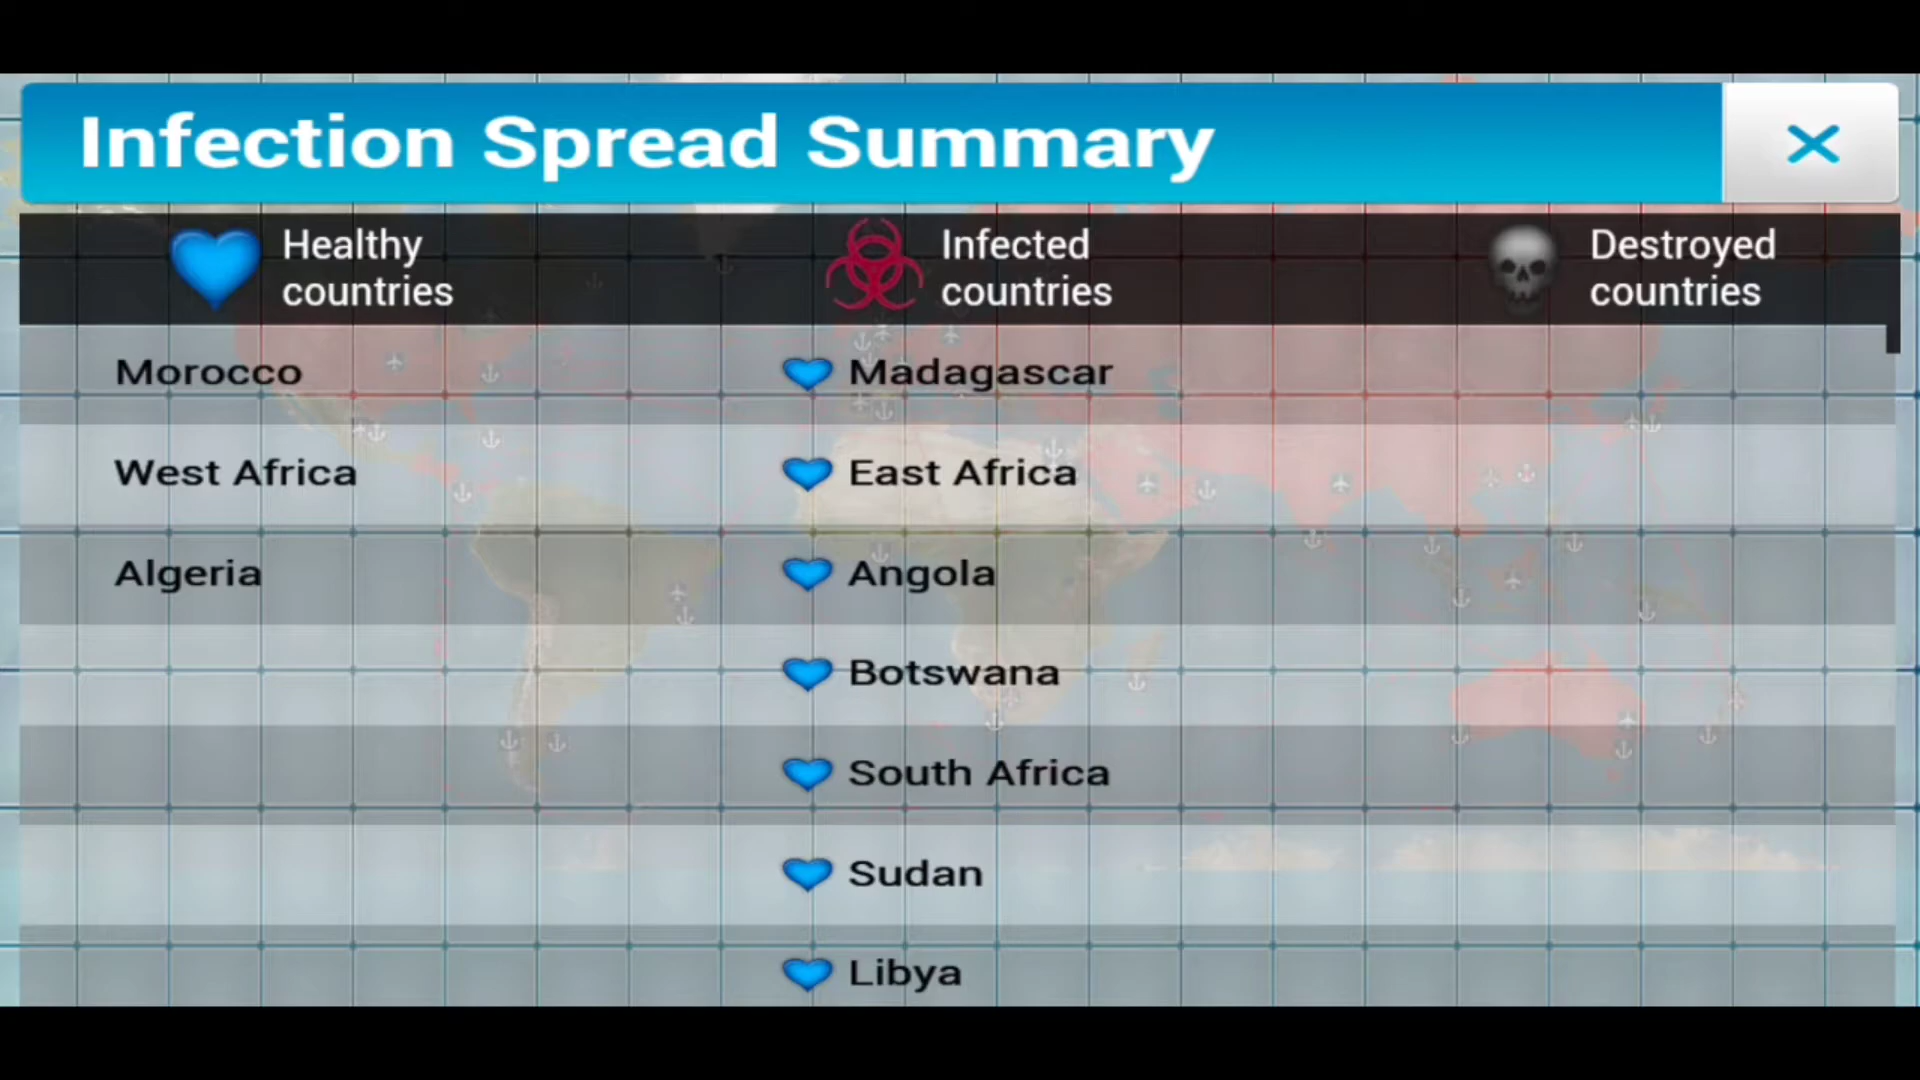 Infection Spread Summary
Healthy
countries
Infected
countries
Destroyed
countries
Morocco
Madagascar
West Africa
East Africa
Algeria
Angola
Botswana
South Africa
Sudan
Libya